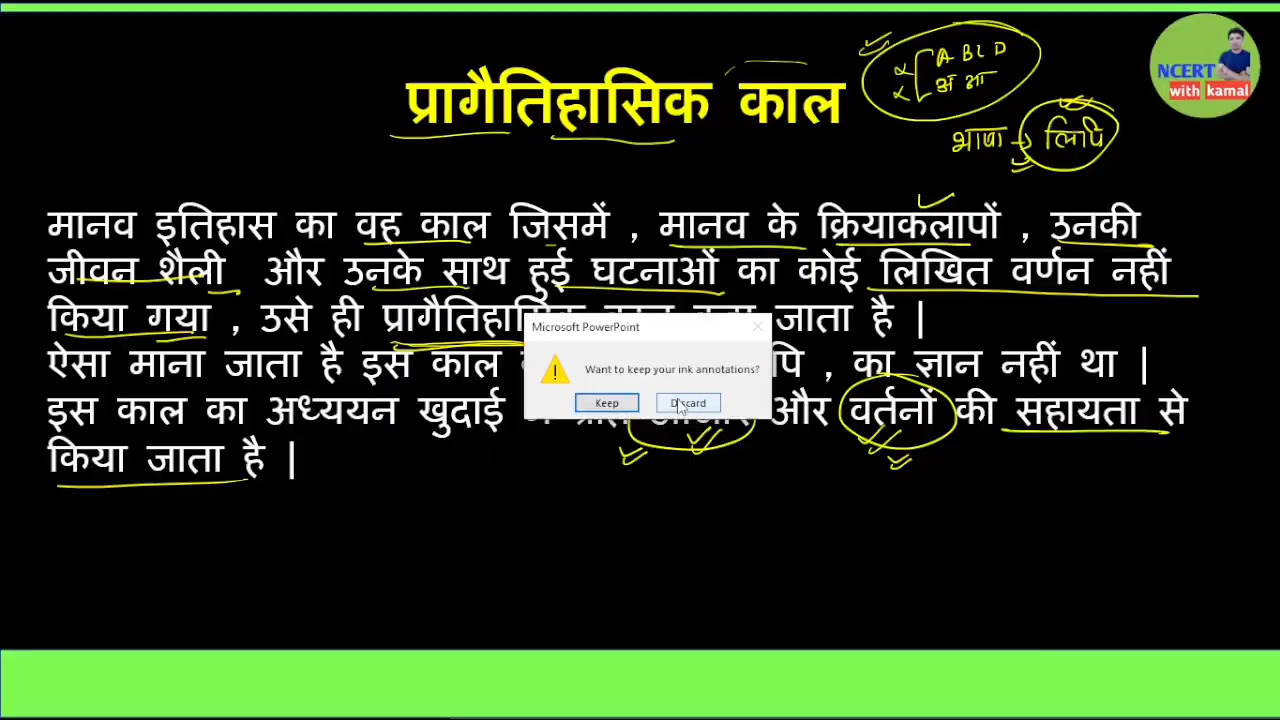 प्रागैतिहासिक काल
A B C D
अ आ
भाषा → लिपि
NCERT
with kamal
मानव इतिहास का वह काल जिसमें , मानव के क्रियाकलापों , उनकी
जीवन शैली और उनके साथ हुई घटनाओं का कोई लिखित वर्णन नहीं
किया गया , उसे ही जाता है |
ऐसा माना जाता है इस काल , का ज्ञान नहीं था |
इस काल का अध्ययन खुदाई और वर्तनों की सहायता से
किया जाता है |
Microsoft PowerPoint
Want to keep your ink annotations?
Keep
Discard